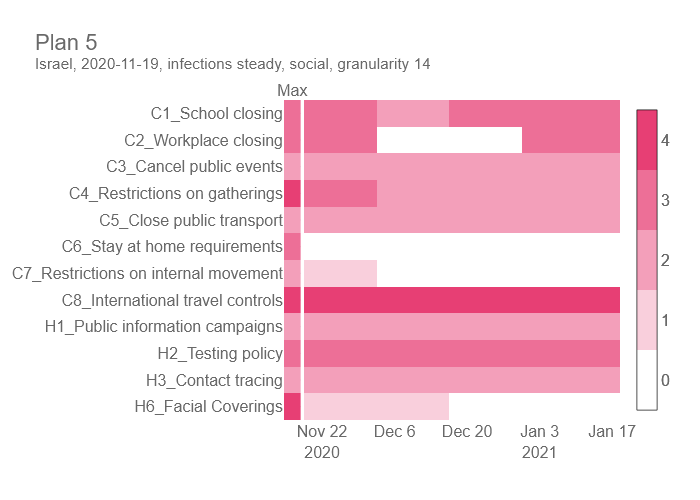 Plan 5
Israel, 2020-11-19, infections steady, social, granularity 14
Max
C1_School closing
C2_Workplace closing
C3_Cancel public events
C4_Restrictions on gatherings
C5_Close public transport
C6_Stay at home requirements
C7_Restrictions on internal movement
C8_International travel controls
H1_Public information campaigns
H2_Testing policy
H3_Contact tracing
H6_Facial Coverings
4
3
2
1
0
Nov 22 Dec 6 Dec 20 Jan 3 Jan 17
2020 2021